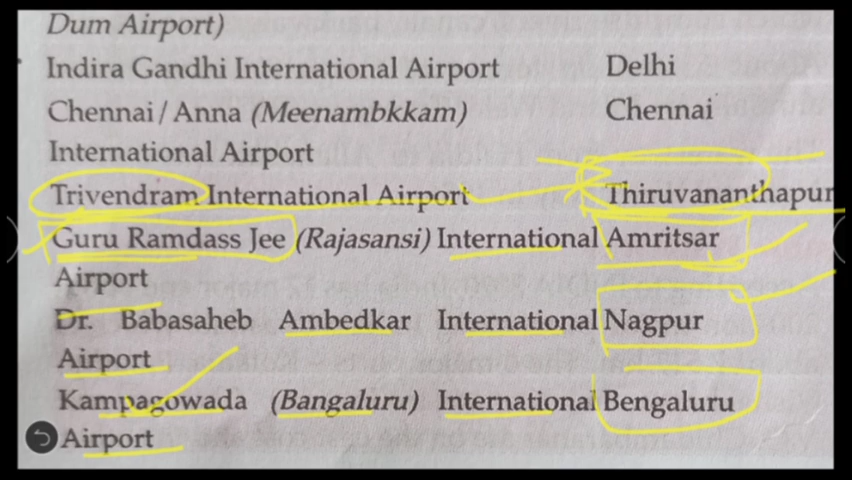 Dum Airport)
Indira Gandhi International Airport Delhi
Chennai / Anna (Meenambkkam) Chennai
International Airport
Trivendram International Airport Thiruvananthapur
Guru Ramdass Jee (Rajasansi) International Amritsar
Airport
Dr. Babasaheb Ambedkar International Nagpur
Airport
Kampagowada (Bangaluru) International Bengaluru
Airport